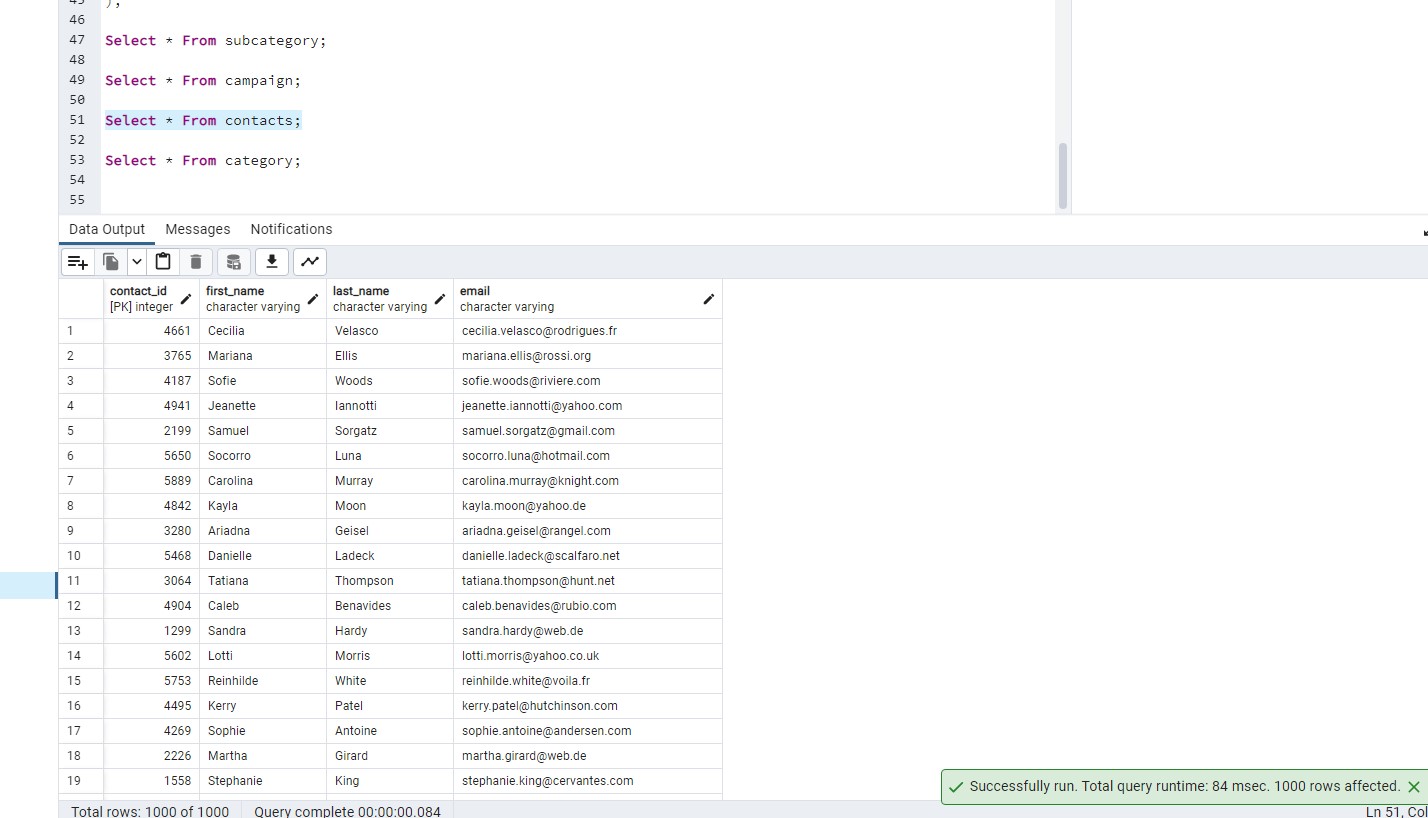 45 );
46
47 Select * From subcategory;
48
49 Select * From campaign;
50
51 Select * From contacts;
52
53 Select * From category;
54
55
Data Output Messages Notifications
contact_id first_name last_name email
[PK] integer character varying character varying character varying
1 4661 Cecilia Velasco cecilia.velasco@rodrigues.fr
2 3765 Mariana Ellis mariana.ellis@rossi.org
3 4187 Sofie Woods sofie.woods@riviere.com
4 4941 Jeanette Iannotti jeanette.iannotti@yahoo.com
5 2199 Samuel Sorgatz samuel.sorgatz@gmail.com
6 5650 Socorro Luna socorro.luna@hotmail.com
7 5889 Carolina Murray carolina.murray@knight.com
8 4842 Kayla Moon kayla.moon@yahoo.de
9 3280 Ariadna Geisel ariadna.geisel@rangel.com
10 5468 Danielle Ladeck danielle.ladeck@scalfaro.net
11 3064 Tatiana Thompson tatiana.thompson@hunt.net
12 4904 Caleb Benavides caleb.benavides@rubio.com
13 1299 Sandra Hardy sandra.hardy@web.de
14 5602 Lotti Morris lotti.morris@yahoo.co.uk
15 5753 Reinhilde White reinhilde.white@voila.fr
16 4495 Kerry Patel kerry.patel@hutchinson.com
17 4269 Sophie Antoine sophie.antoine@andersen.com
18 2226 Martha Girard martha.girard@web.de
19 1558 Stephanie King stephanie.king@cervantes.com
Successfully run. Total query runtime: 84 msec. 1000 rows affected.
Total rows: 1000 of 1000 Query complete 00:00:00.084 Ln 51, Col